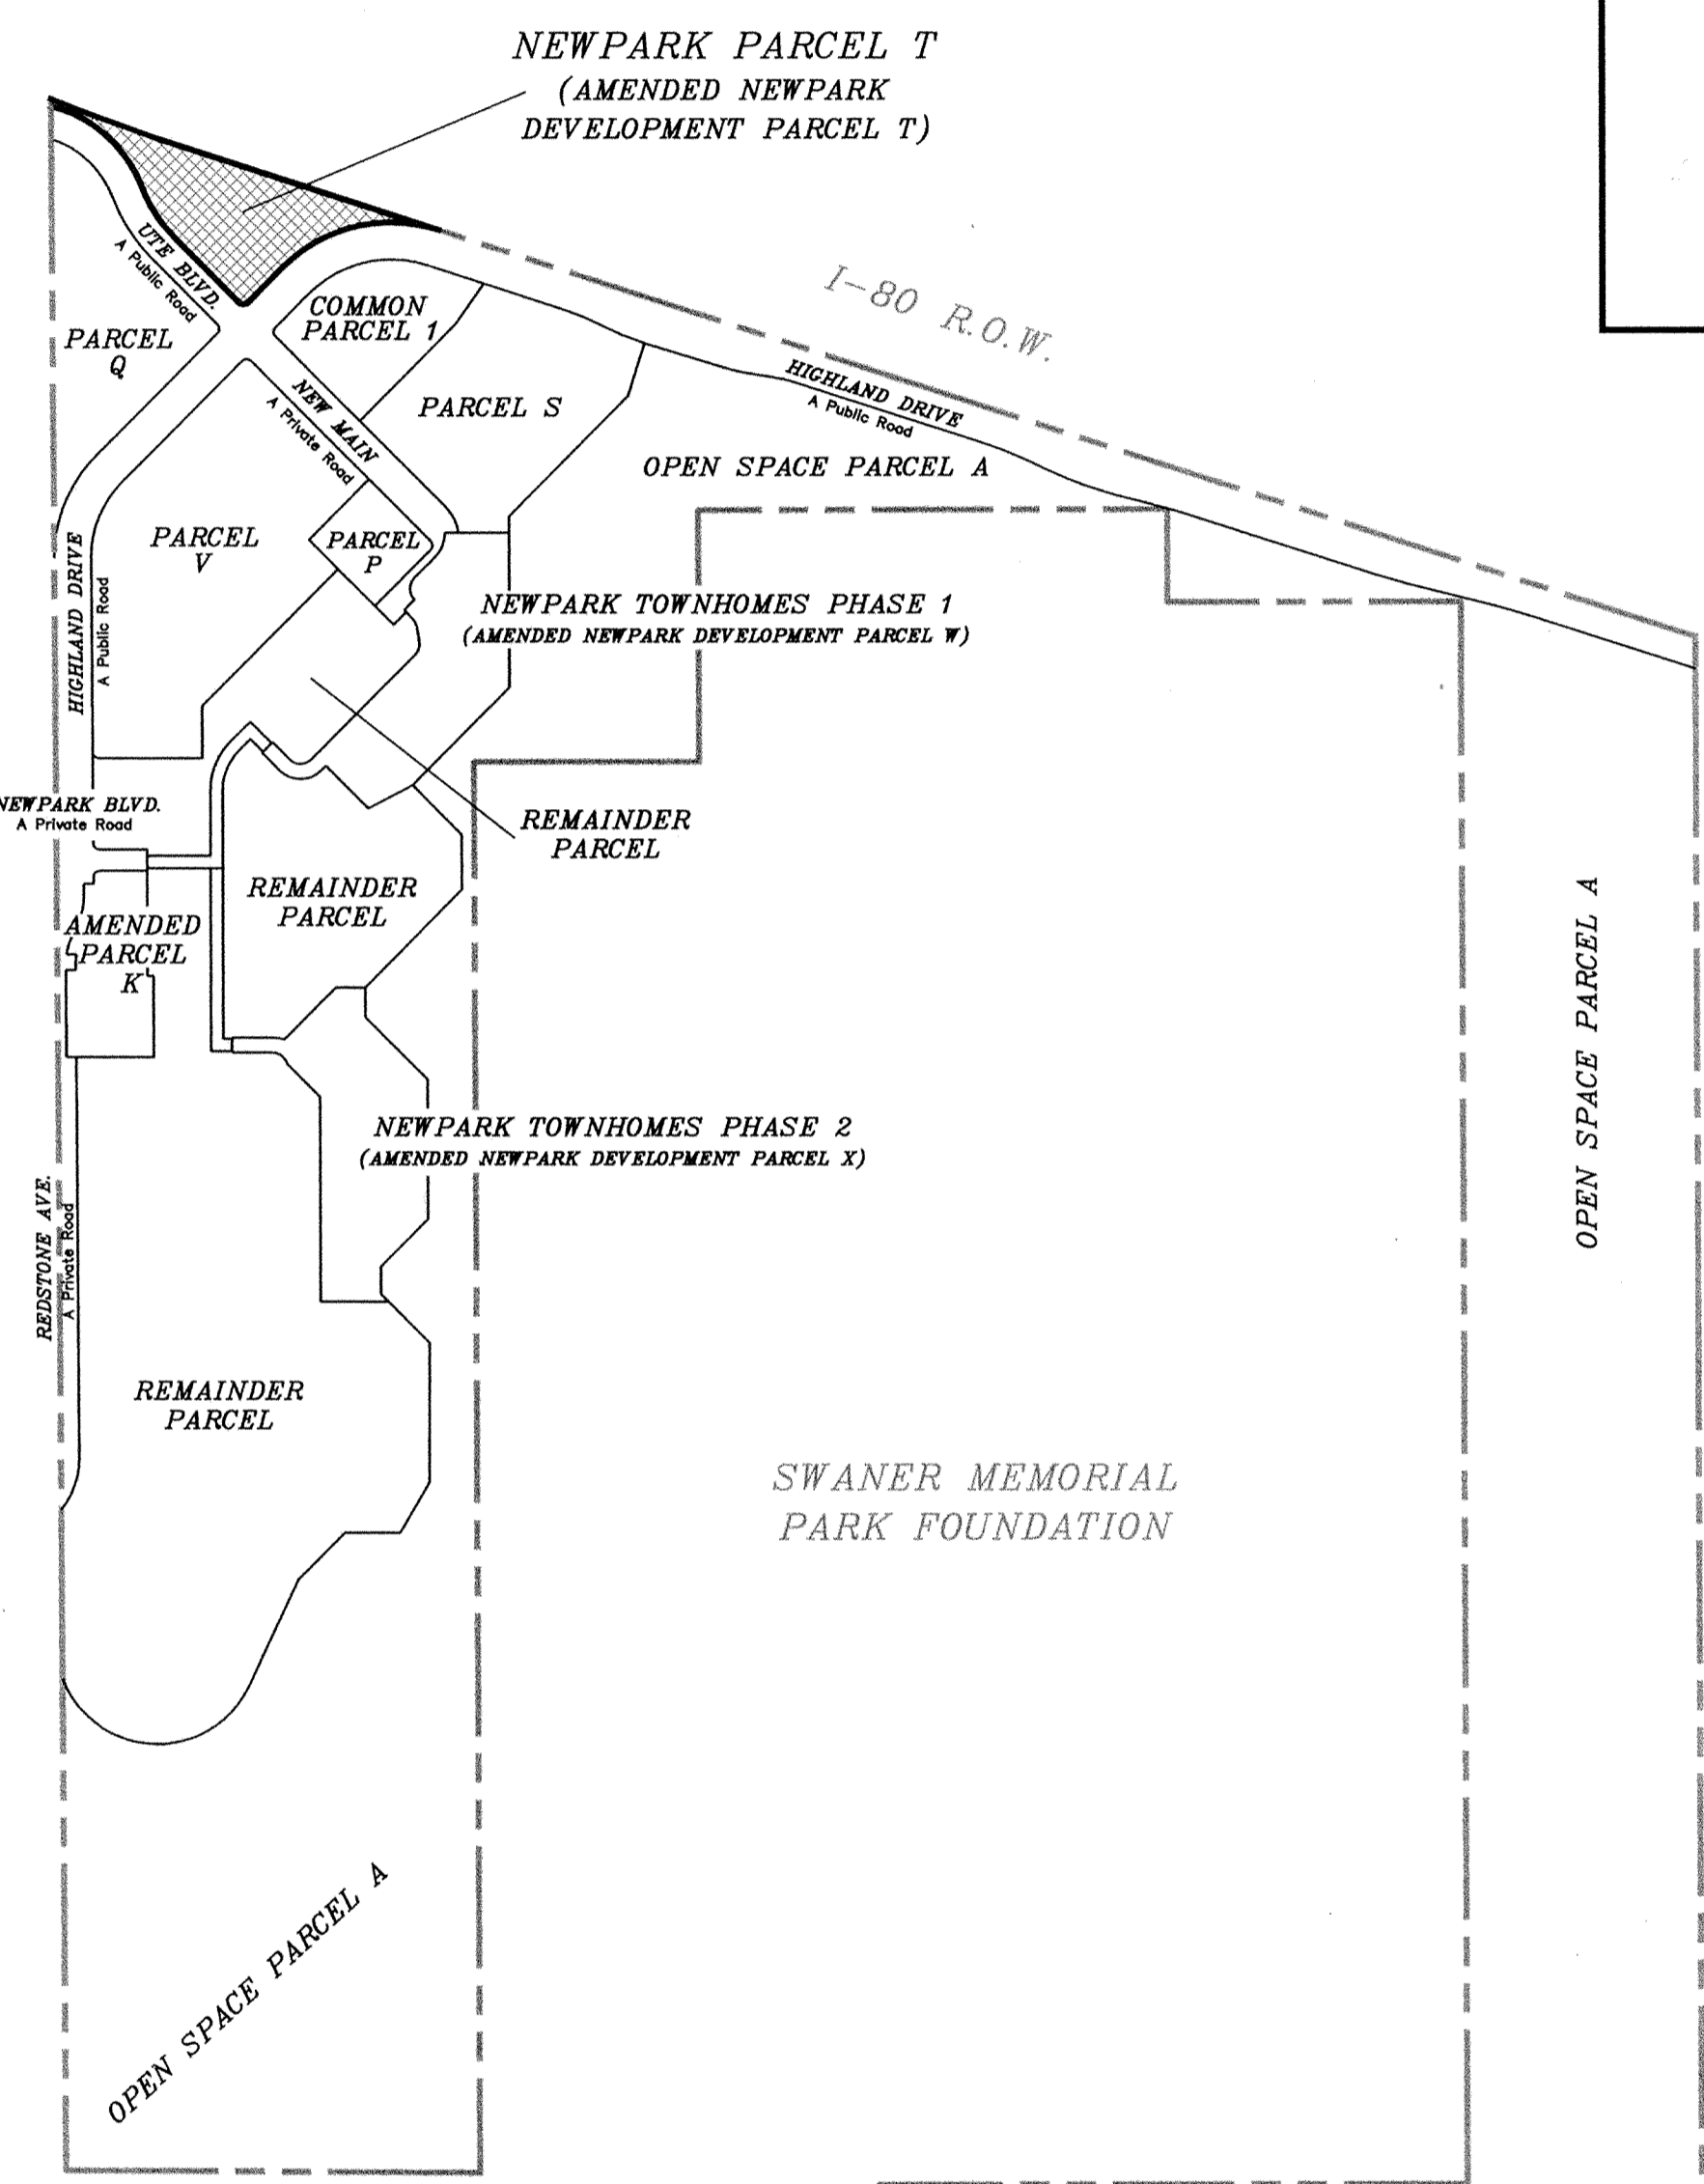 NEWPARK PARCEL T
(AMENDED NEWPARK
DEVELOPMENT PARCEL T)
I-80 R.O.W.
UTE BLVD.
A Public Road
COMMON
PARCEL 1
PARCEL
Q
NEW MAIN
A Private Road
PARCEL S
HIGHLAND DRIVE
A Public Road
OPEN SPACE PARCEL A
PARCEL
V
PARCEL
P
HIGHLAND DRIVE
A Public Road
NEWPARK TOWNHOMES PHASE 1
(AMENDED NEWPARK DEVELOPMENT PARCEL W)
NEWPARK BLVD.
A Private Road
REMAINDER
PARCEL
REMAINDER
PARCEL
AMENDED
PARCEL
K
OPEN SPACE PARCEL A
NEWPARK TOWNHOMES PHASE 2
(AMENDED NEWPARK DEVELOPMENT PARCEL X)
REDSTONE AVE.
A Private Road
REMAINDER
PARCEL
SWANER MEMORIAL
PARK FOUNDATION
OPEN SPACE PARCEL A